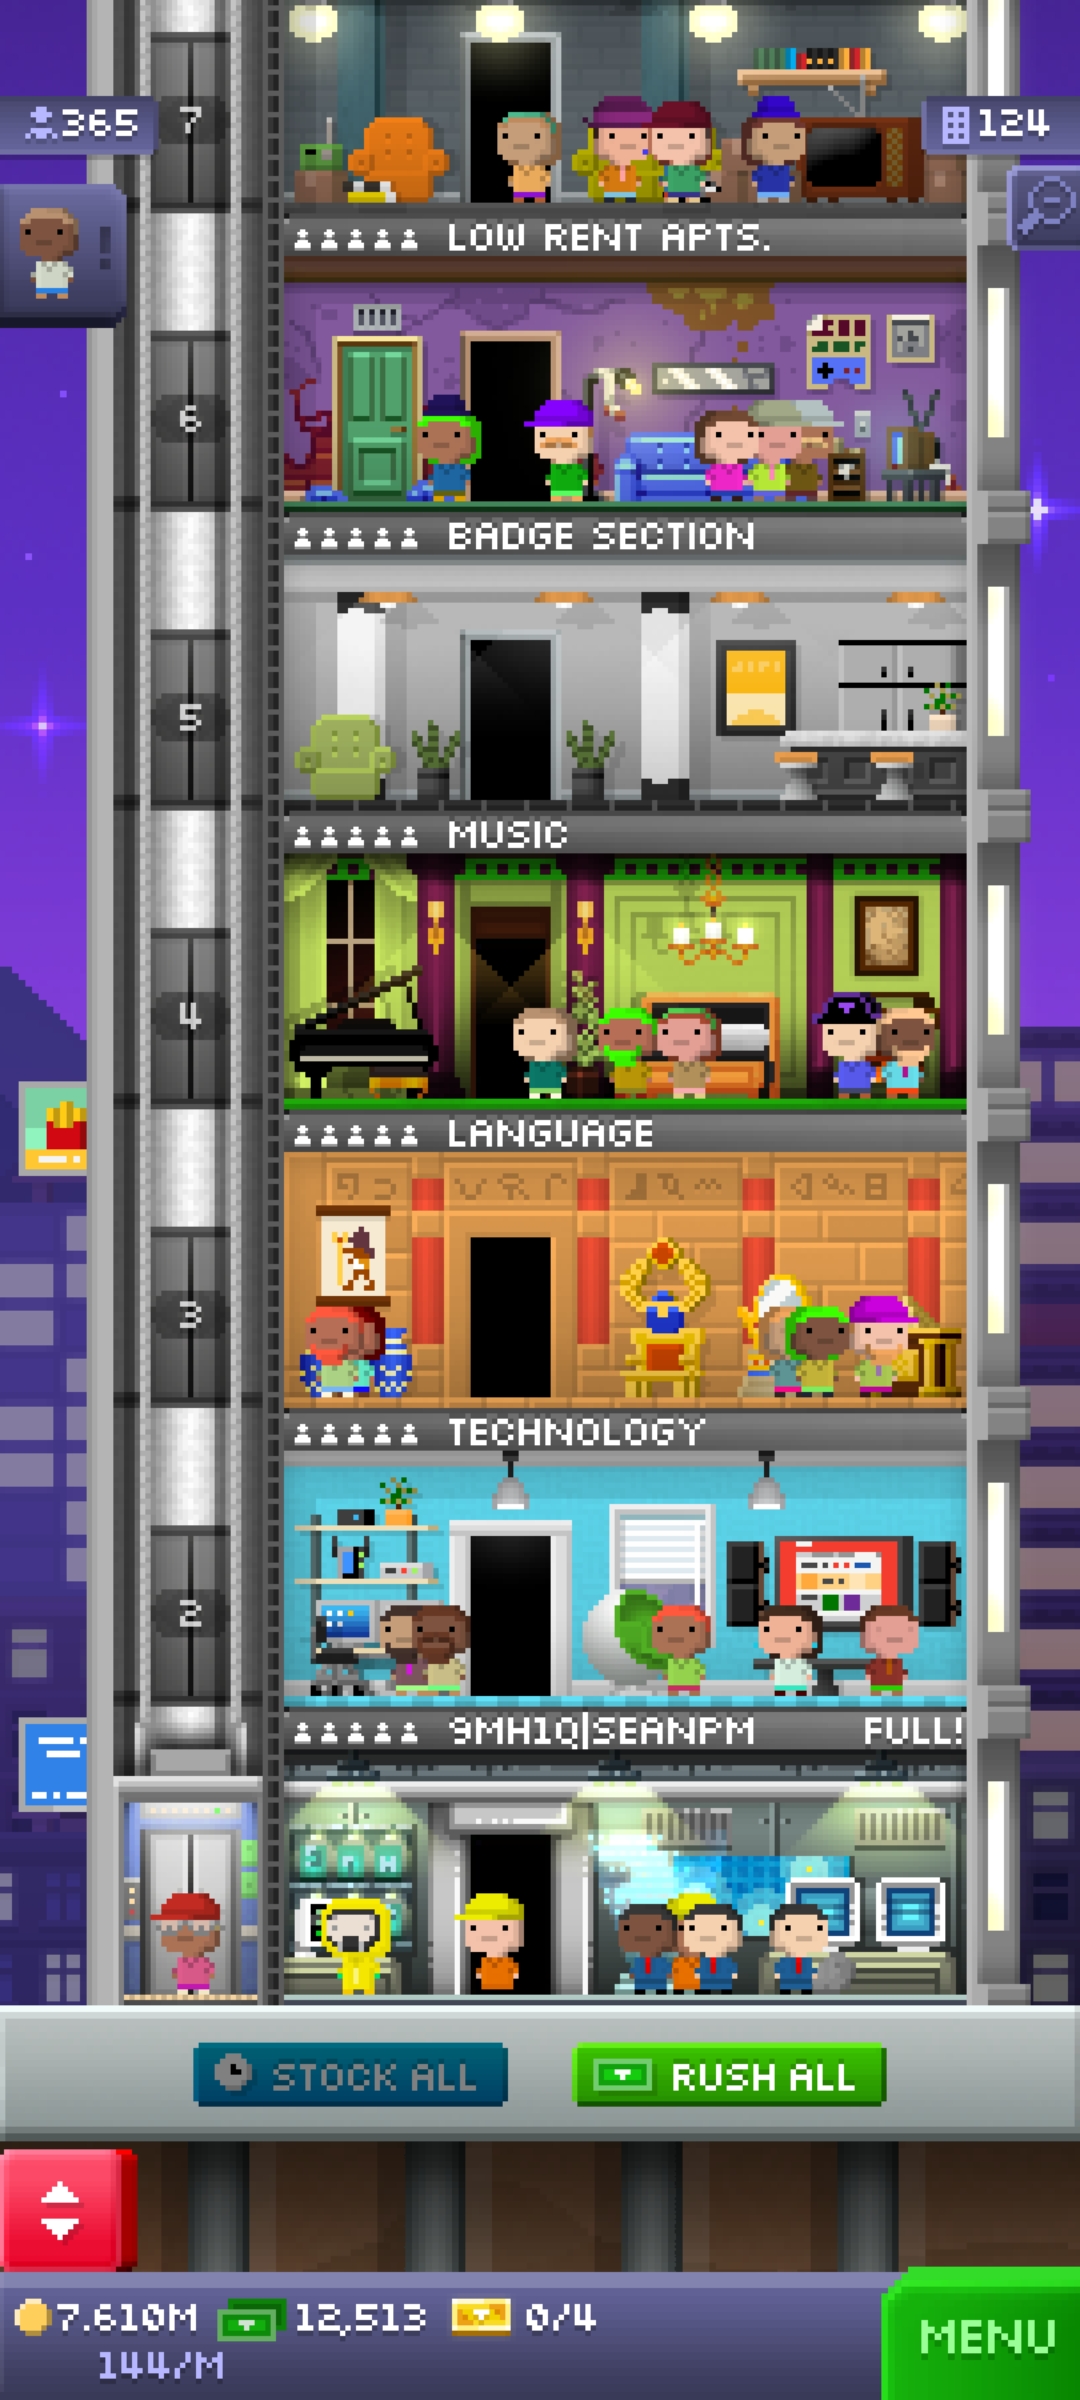 7
365
124
LOW RENT APTS.
6
BADGE SECTION
5
MUSIC
4
LANGUAGE
3
TECHNOLOGY
2
9MH1Q|SEANPM FULL!
STOCK ALL
RUSH ALL
7.610M 12,513 0/4
144/M
MENU